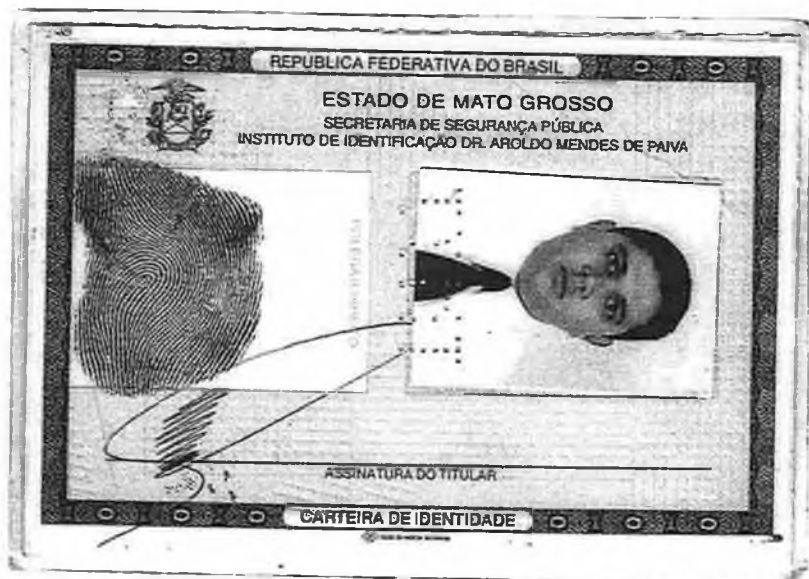 REPÚBLICA FEDERATIVA DO BRASIL
ESTADO DE MATO GROSSO
SECRETARIA DE SEGURANÇA PÚBLICA
INSTITUTO DE IDENTIFICAÇÃO DR. AROLDO MENDES DE PAIVA
ASSINATURA DO TITULAR
CARTEIRA DE IDENTIDADE